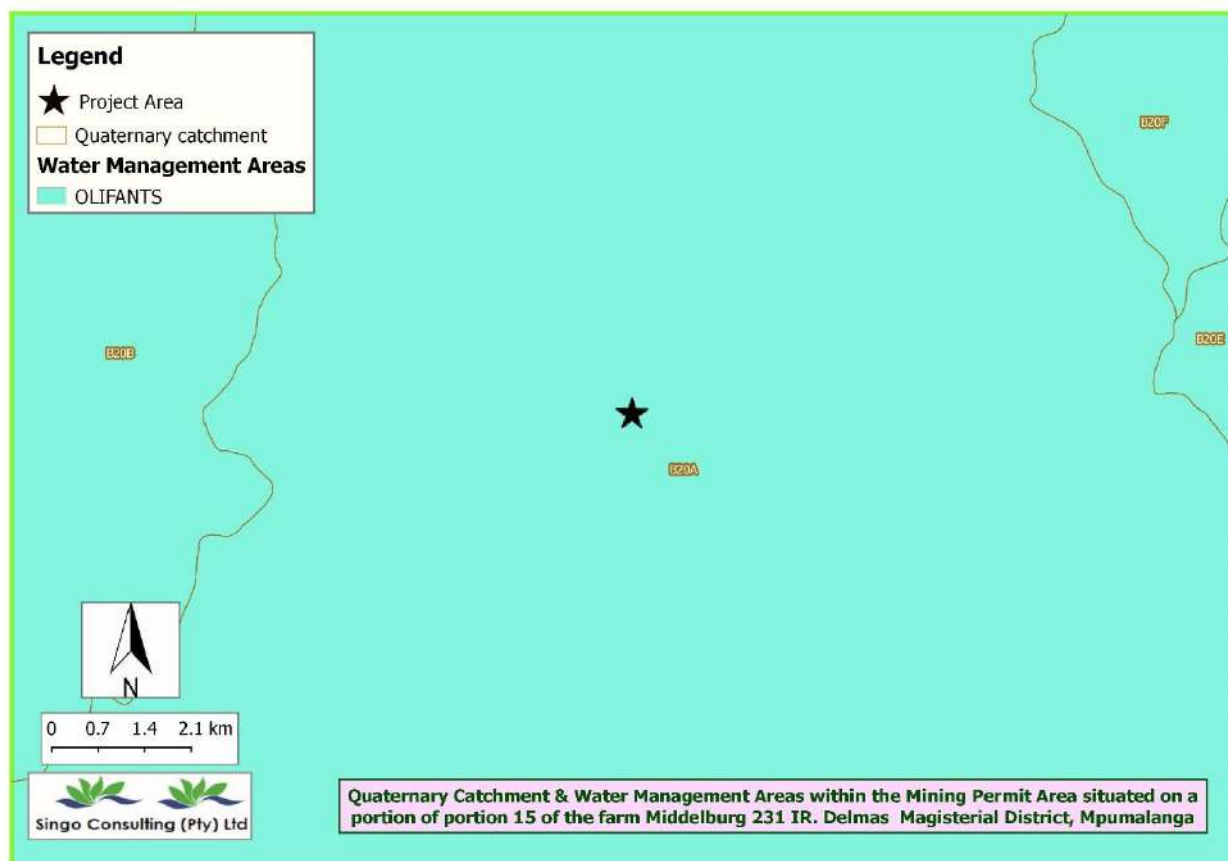 Legend
Project Area
Quaternary catchment
Water Management Areas
OLIFANTS
B20F
B20B
B20E
B20A
N
0 0.7 1.4 2.1 km
Singo Consulting (Pty) Ltd
Quaternary Catchment & Water Management Areas within the Mining Permit Area situated on a
portion of portion 15 of the farm Middelburg 231 IR. Delmas Magisterial District, Mpumalanga